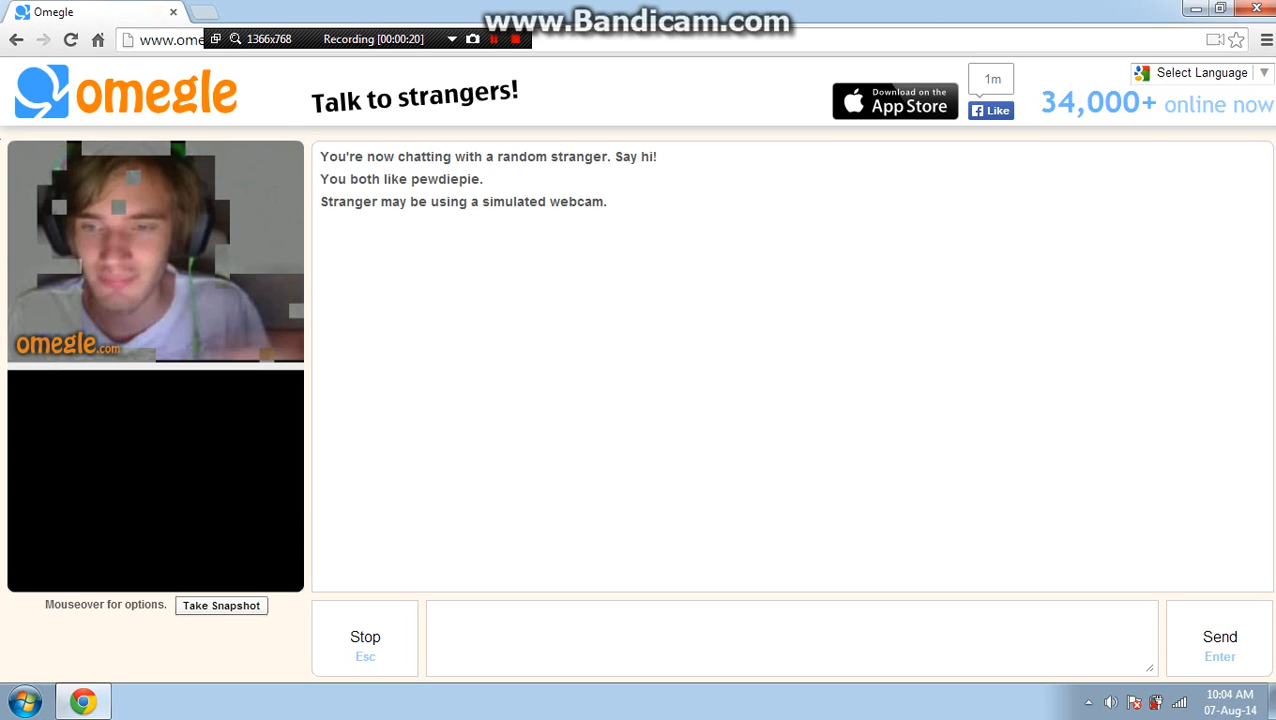 www.Bandicam.com
Omegle
www.ome
1366x768
Recording [00:00:20]
omegle
Talk to strangers!
Download on the
App Store
1m
Like
Select Language
34,000+ online now
You're now chatting with a random stranger. Say hi!
You both like pewdiepie.
Stranger may be using a simulated webcam.
omegle.com
Mouseover for options.
Take Snapshot
Stop
Esc
Send
Enter
10:04 AM
07-Aug-14